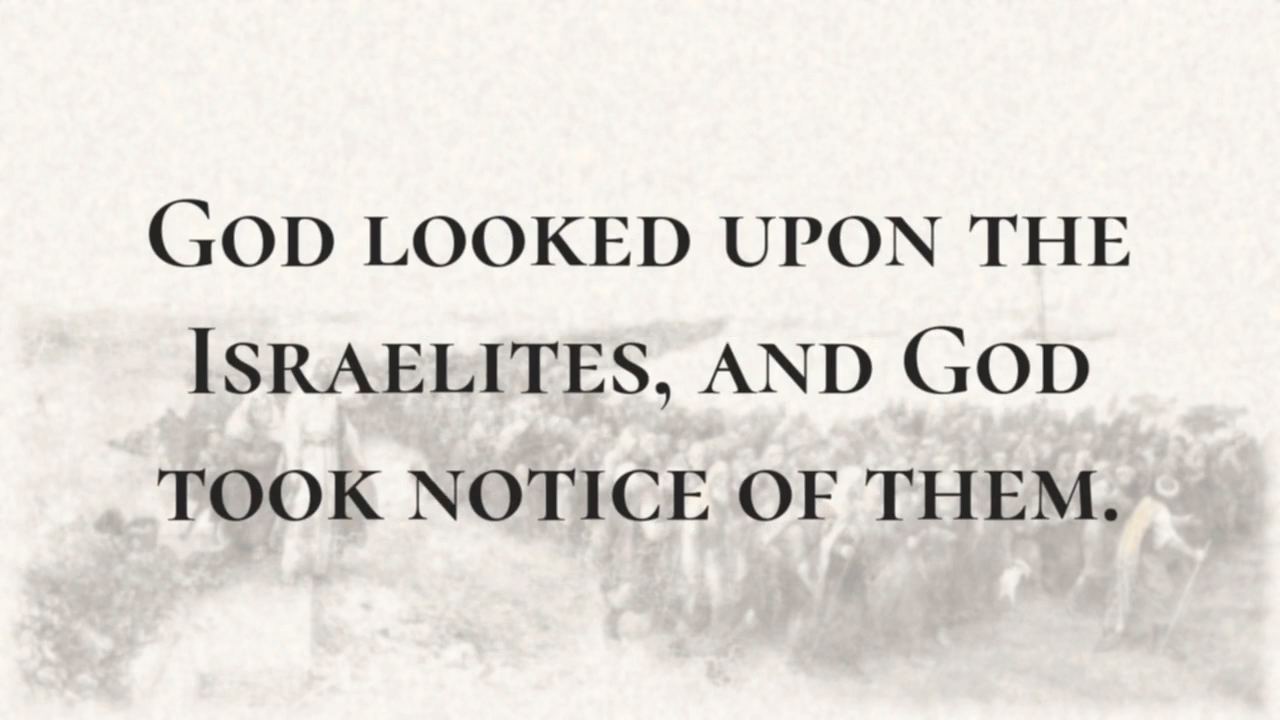 God looked upon the
Israelites, and God
took notice of them.